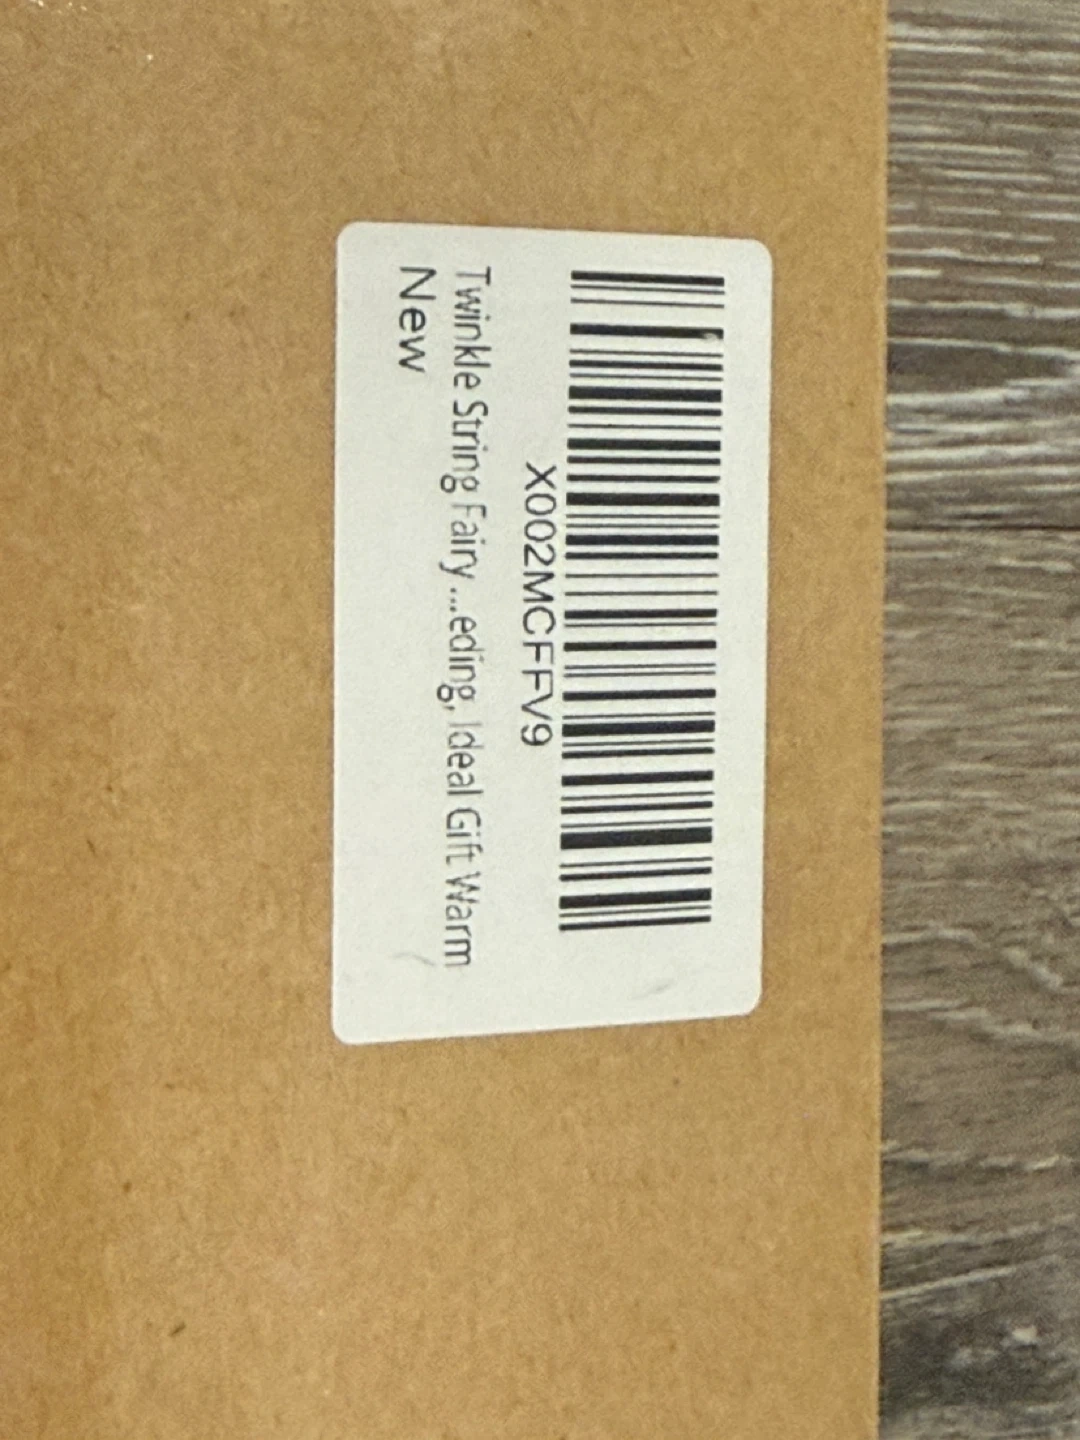 X002MCFFV9
Twinkle String Fairy ...eding, Ideal Gift Warm
New